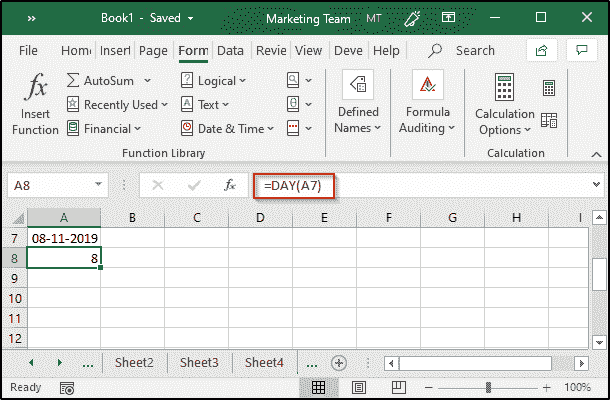 » Book1 - Saved Marketing Team MT
File Hom Insert Page Form Data Revie View Deve Help Search
fx Insert Function
Σ AutoSum
Recently Used
Financial
Logical
Text
Date & Time
Function Library
Defined Names
Formula Auditing
Calculation Options
Calculation
A8 fx =DAY(A7)
A B C D E F G H I
7 08-11-2019
8 8
9
10
11
12
... Sheet2 Sheet3 Sheet4 ...
Ready 100%